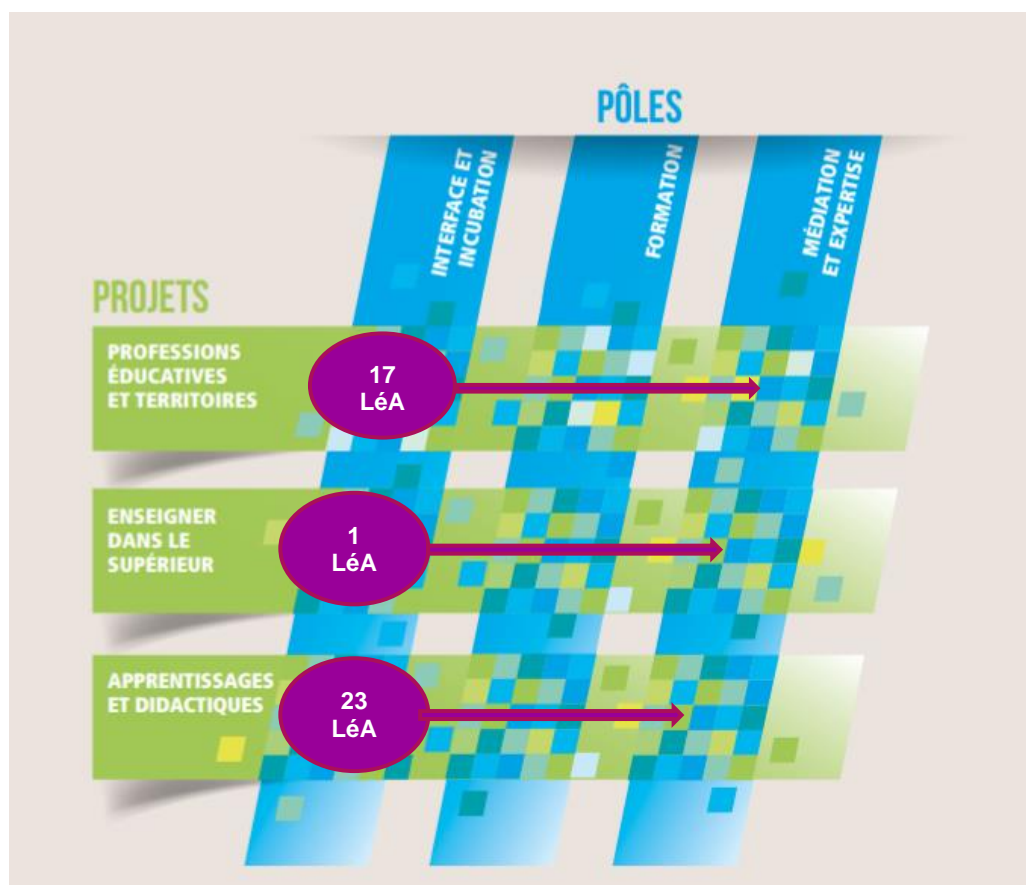 PÔLES
INTERFACE ET
INCUBATION
FORMATION
MÉDIATION
ET EXPERTISE
PROJETS
PROFESSIONS
ÉDUCATIVES
ET TERRITOIRES
17
LéA
ENSEIGNER
DANS LE
SUPÉRIEUR
1
LéA
APPRENTISSAGES
ET DIDACTIQUES
23
LéA